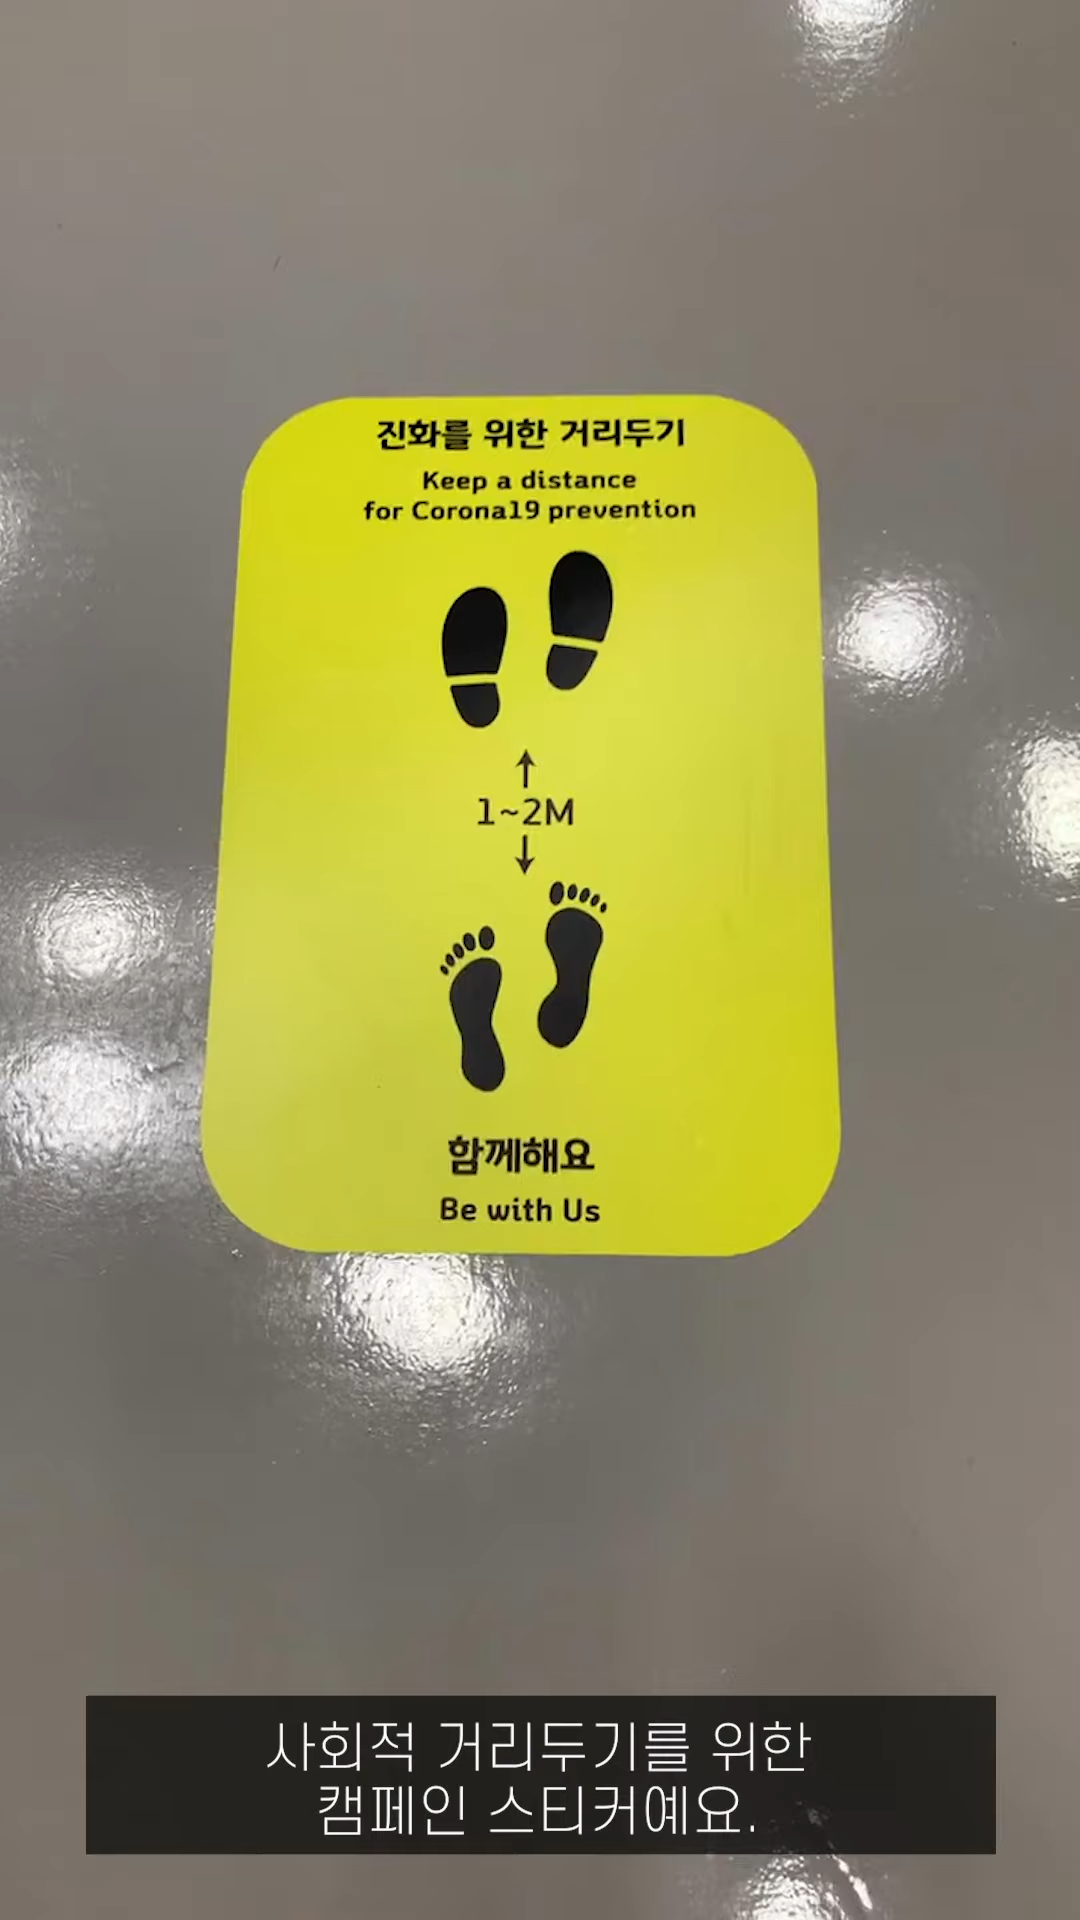 진화를 위한 거리두기
Keep a distance
for Corona19 prevention
1~2M
함께해요
Be with Us
사회적 거리두기를 위한
캠페인 스티커예요.